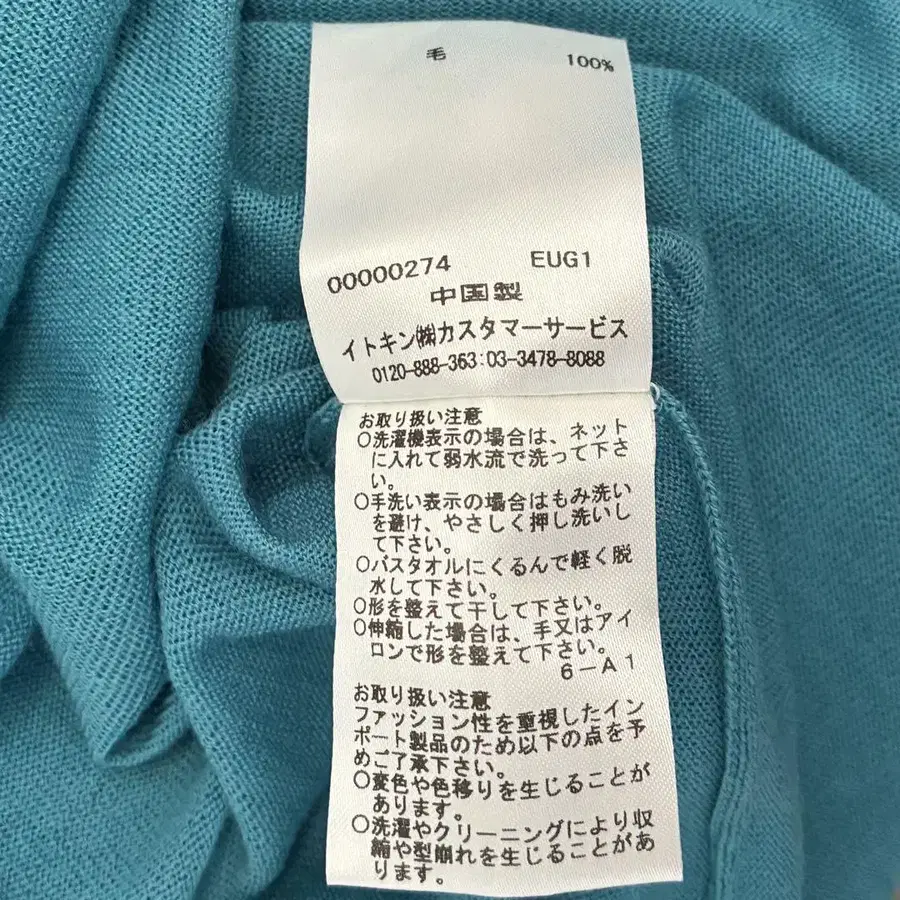 毛 100%
00000274 EUG1
中国製
イトキン㈱カスタマーサービス
0120-888-363:03-3478-8088
お取り扱い注意
○洗濯機表示の場合は、ネット
に入れて弱水流で洗って下さ
い。
○手洗い表示の場合はもみ洗い
を避け、やさしく押し洗いし
て下さい。
○バスタオルにくるんで軽く脱
水して下さい。
○形を整えて干して下さい。
○伸縮した場合は、手又はアイ
ロンで形を整えて下さい。
6-A1
お取り扱い注意
ファッション性を重視したイン
ポート製品のため以下の点を予
めご了承下さい。
○変色や色移りを生じることが
あります。
○洗濯やクリーニングにより収
縮や型崩れを生じることがあ
ります。